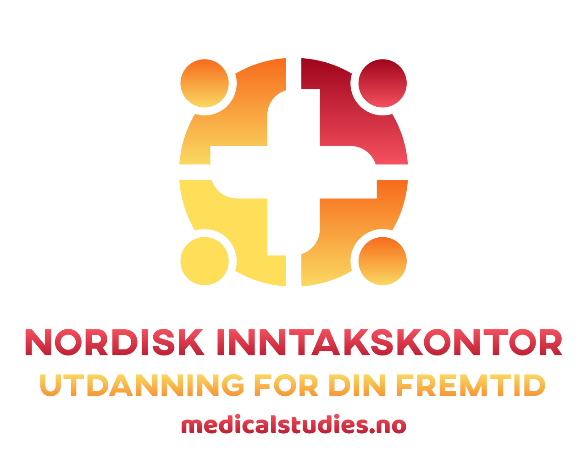 NORDISK INNTAKSKONTOR
UTDANNING FOR DIN FREMTID
medicalstudies.no